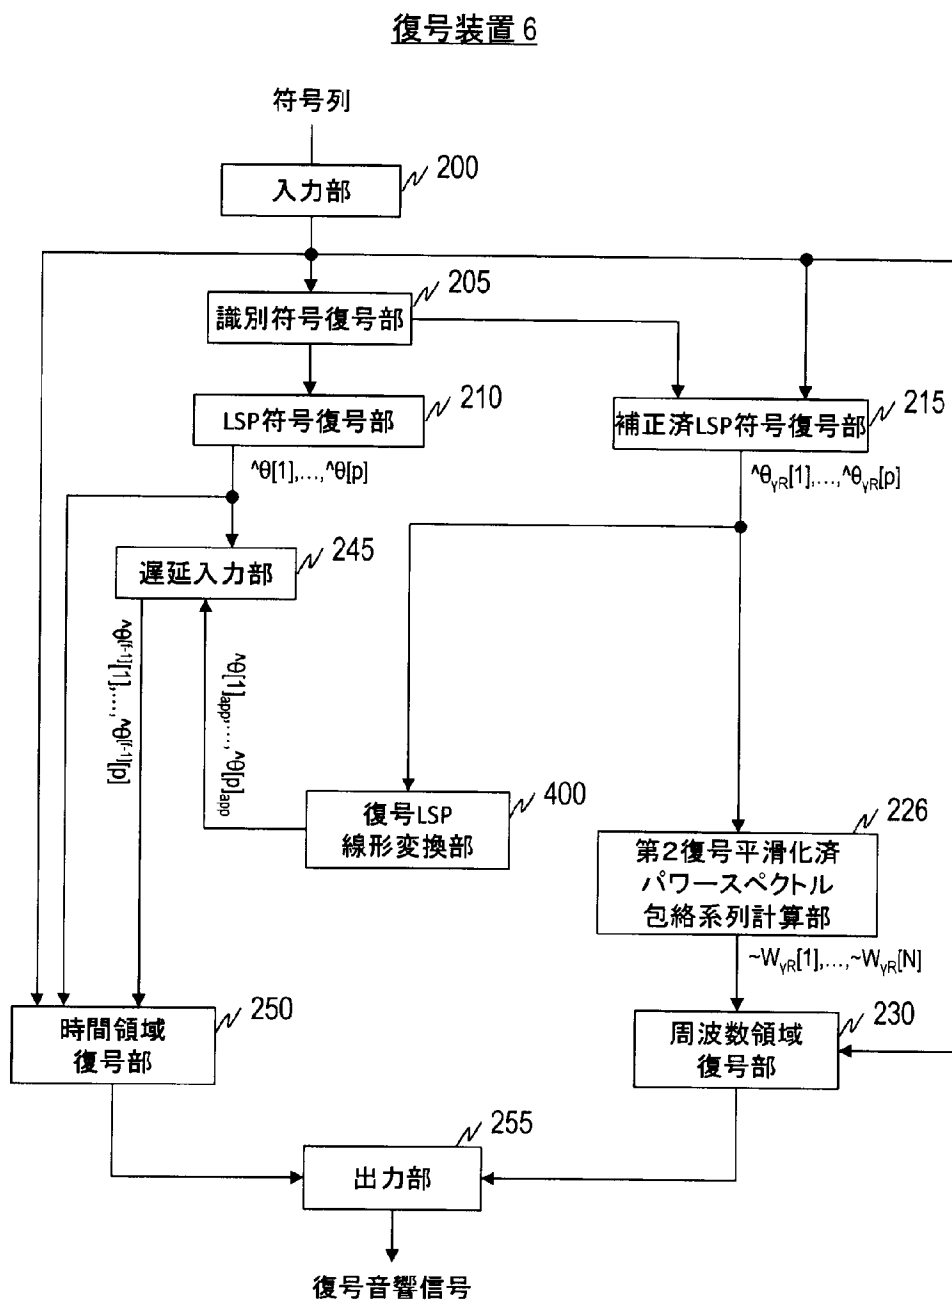 復号装置 6
符号列
入力部
200
識別符号復号部
205
LSP符号復号部
210
補正済LSP符号復号部
215
^θ[1],...,^θ[p]
^θγR[1],...,^θγR[p]
遅延入力部
245
^θ[f-1][1],...,^θ[f-1][p]
^θ[1]app,...,^θ[p]app
復号LSP
線形変換部
400
第2復号平滑化済
パワースペクトル
包絡系列計算部
226
~WγR[1],...,~WγR[N]
時間領域
復号部
250
周波数領域
復号部
230
出力部
255
復号音響信号